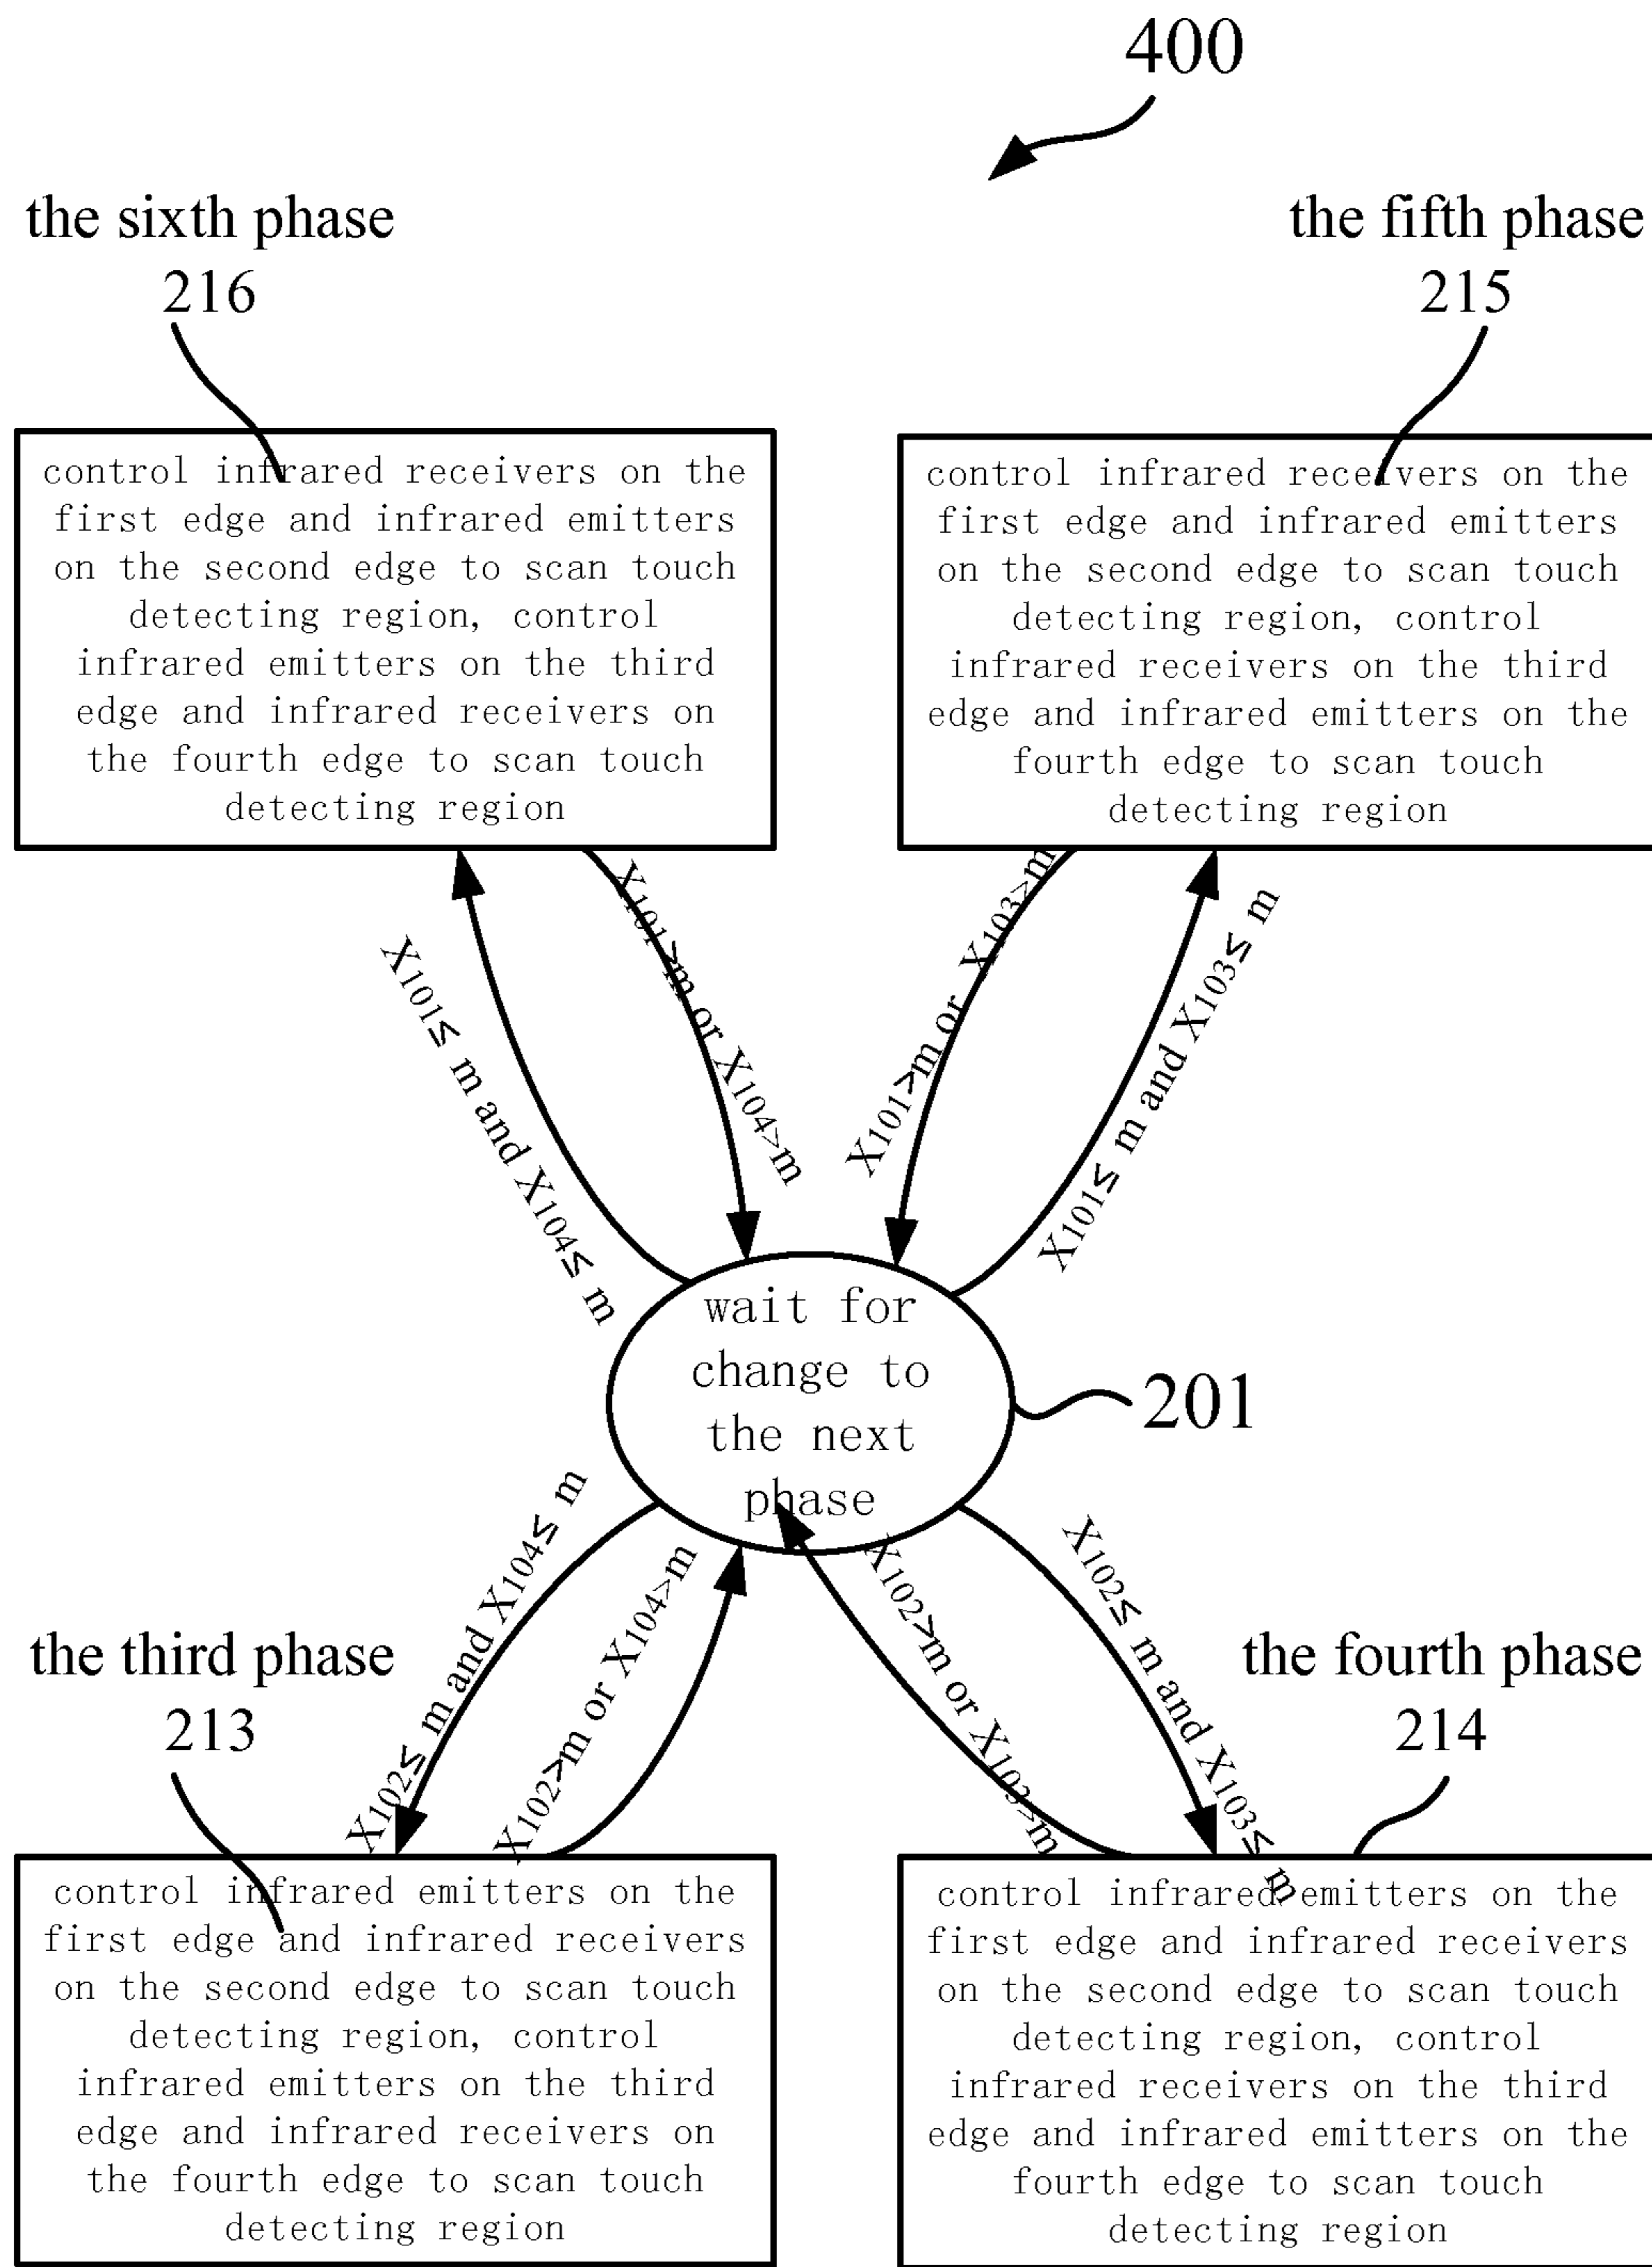 400
the sixth phase
216
the fifth phase
215
control infrared receivers on the
first edge and infrared emitters
on the second edge to scan touch
detecting region, control
infrared emitters on the third
edge and infrared receivers on
the fourth edge to scan touch
detecting region
control infrared receivers on the
first edge and infrared emitters
on the second edge to scan touch
detecting region, control
infrared receivers on the third
edge and infrared emitters on the
fourth edge to scan touch
detecting region
X101≤ m and X104≤ m
X101>m or X104>m
X101>m or X103>m
X101≤ m and X103≤ m
wait for
change to
the next
phase
201
X102≤ m and X104≤ m
X102>m or X104>m
X102>m or X103>m
X102≤ m and X103≤ m
the third phase
213
the fourth phase
214
control infrared emitters on the
first edge and infrared receivers
on the second edge to scan touch
detecting region, control
infrared emitters on the third
edge and infrared receivers on
the fourth edge to scan touch
detecting region
control infrared emitters on the
first edge and infrared receivers
on the second edge to scan touch
detecting region, control
infrared receivers on the third
edge and infrared emitters on the
fourth edge to scan touch
detecting region